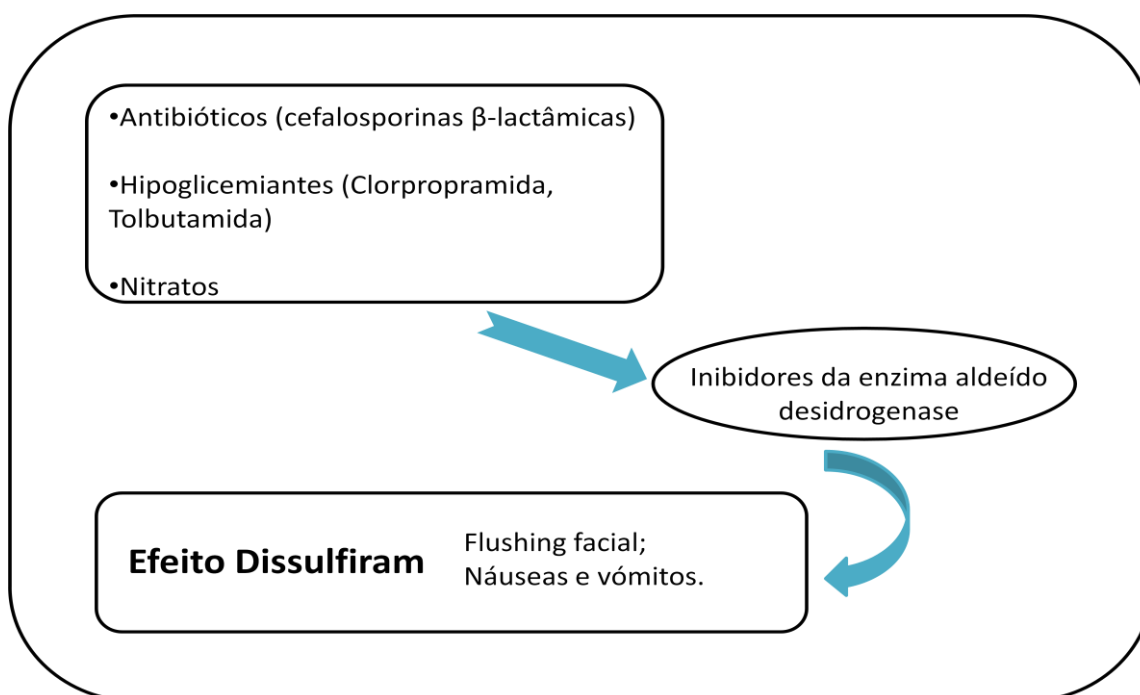 •Antibióticos (cefalosporinas β-lactâmicas)
•Hipoglicemiantes (Clorpropramida,
Tolbutamida)
•Nitratos
Inibidores da enzima aldeído
desidrogenase
Efeito Dissulfiram
Flushing facial;
Náuseas e vómitos.